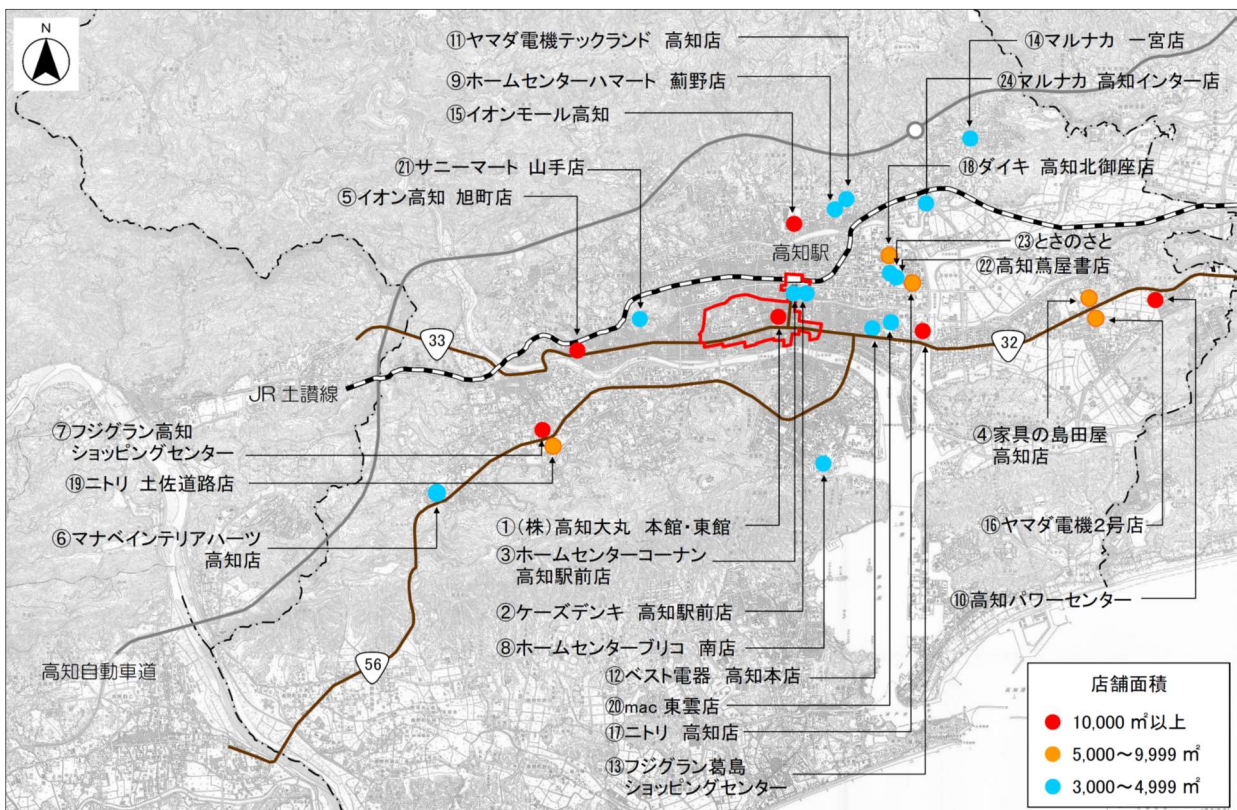 N
⑪ヤマダ電機テックランド 高知店
⑨ホームセンターハマート 薊野店
⑮イオンモール高知
㉑サニーマート 山手店
⑤イオン高知 旭町店
⑭マルナカ 一宮店
㉔マルナカ 高知インター店
⑱ダイキ 高知北御座店
㉓とさのさと
㉒高知蔦屋書店
高知駅
33
32
JR土讃線
⑦フジグラン高知
ショッピングセンター
⑲ニトリ 土佐道路店
⑥マナベインテリアハーツ
高知店
④家具の島田屋
高知店
⑯ヤマダ電機2号店
⑩高知パワーセンター
①(株)高知大丸 本館・東館
③ホームセンターコーナン
高知駅前店
②ケーズデンキ 高知駅前店
⑧ホームセンターブリコ 南店
⑫ベスト電器 高知本店
⑳mac 東雲店
⑰ニトリ 高知店
⑬フジグラン葛島
ショッピングセンター
56
高知自動車道
店舗面積
10,000 ㎡以上
5,000～9,999 ㎡
3,000～4,999 ㎡